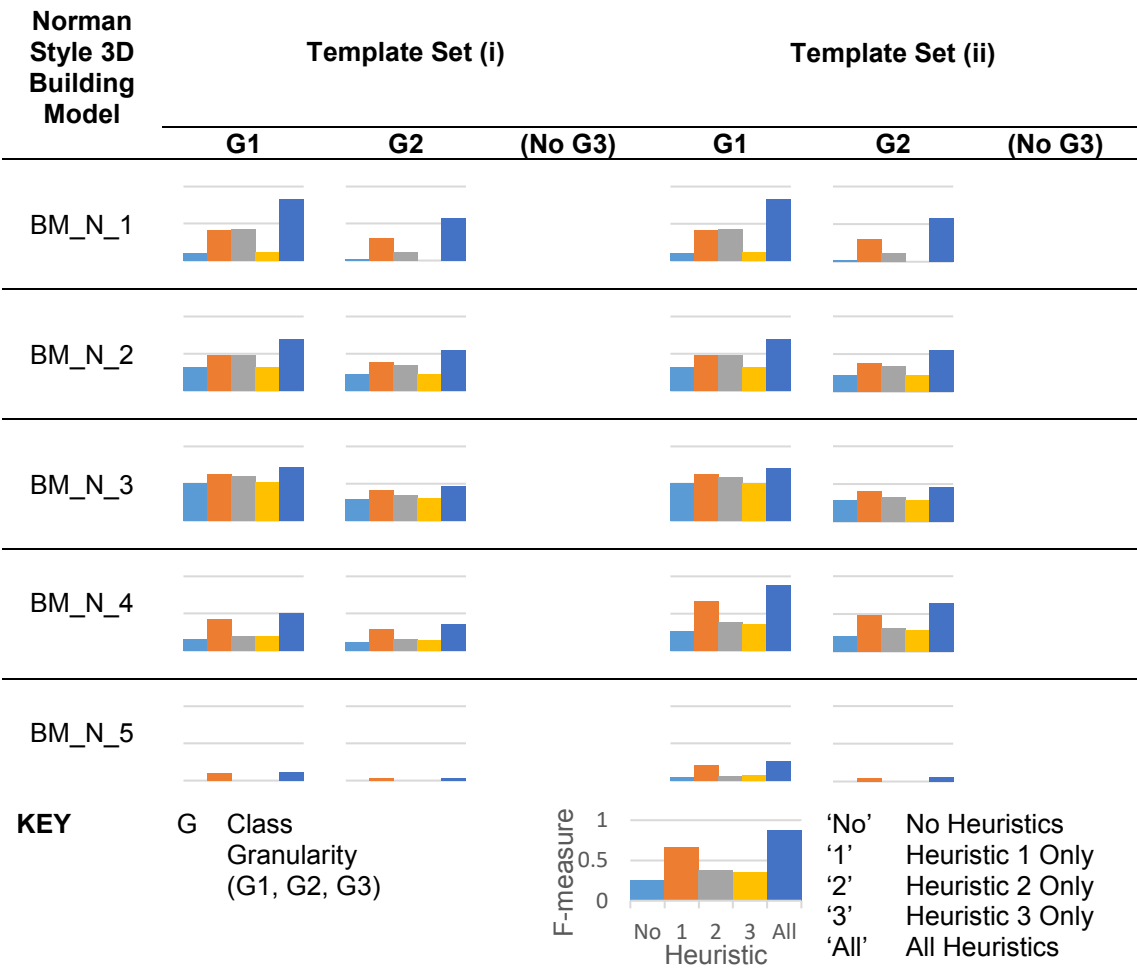 Norman
Style 3D
Building
Model
Template Set (i)
Template Set (ii)
G1 G2 (No G3) G1 G2 (No G3)
BM_N_1
BM_N_2
BM_N_3
BM_N_4
BM_N_5
KEY
G Class
Granularity
(G1, G2, G3)
F-measure
1
0.5
0
No 1 2 3 All
Heuristic
‘No’ No Heuristics
‘1’ Heuristic 1 Only
‘2’ Heuristic 2 Only
‘3’ Heuristic 3 Only
‘All’ All Heuristics